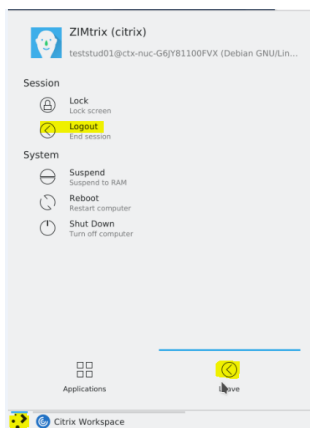 ZIMtrix (citrix)
teststud01@ctx-nuc-G6JY81100FVX (Debian GNU/Lin...
Session
Lock
Lock screen
Logout
End session
System
Suspend
Suspend to RAM
Reboot
Restart computer
Shut Down
Turn off computer
Applications
Leave
Citrix Workspace